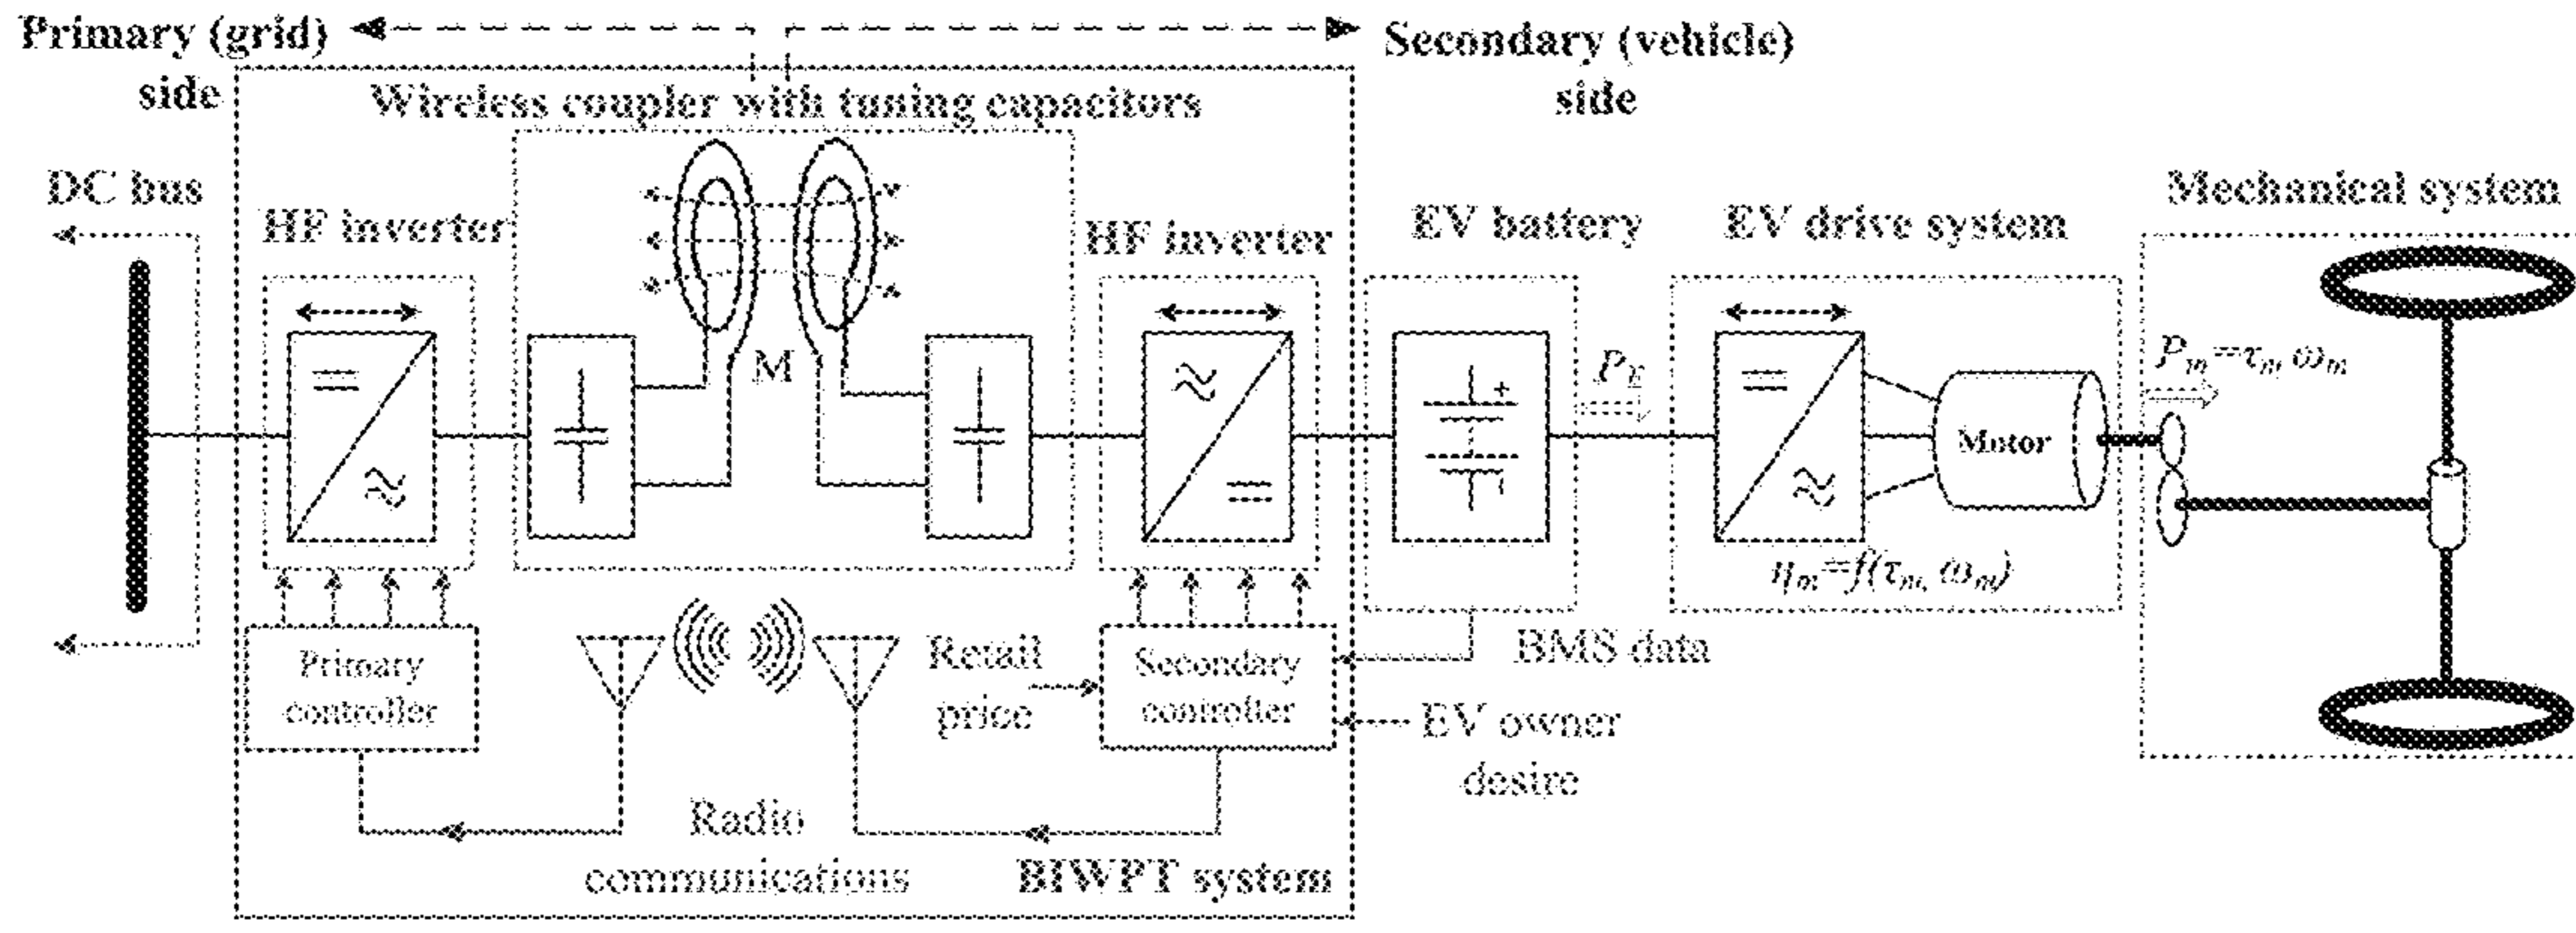 Primary (grid)
side
Secondary (vehicle)
side
Wireless coupler with tuning capacitors
DC bus
HF inverter
M
HF inverter
EV battery
EV drive system
Mechanical system
P_E
P_m=τ_m ω_m
Motor
η_m=f(τ_m, ω_m)
Primary
controller
Retail
price
Secondary
controller
BMS data
EV owner
desire
Radio
communications
BIWPT system